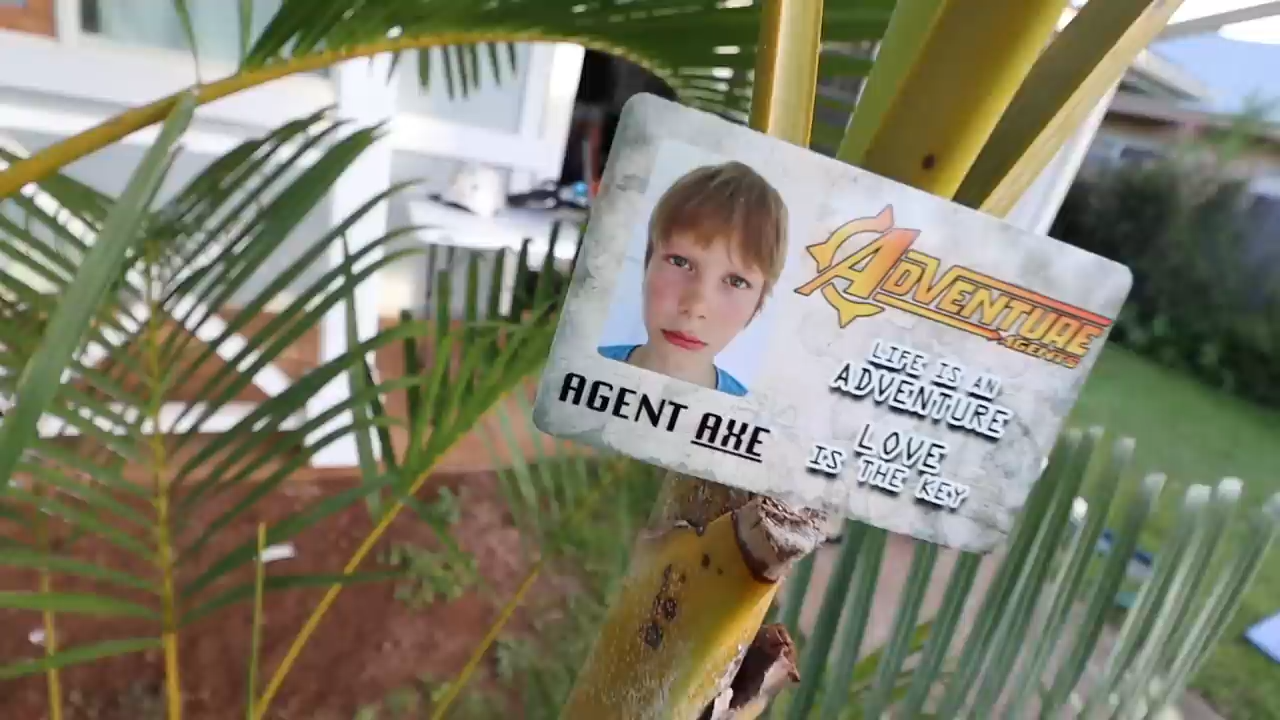 ADVENTURE
AGENTS
LIFE IS AN
ADVENTURE
LOVE
IS THE KEY
AGENT AXE